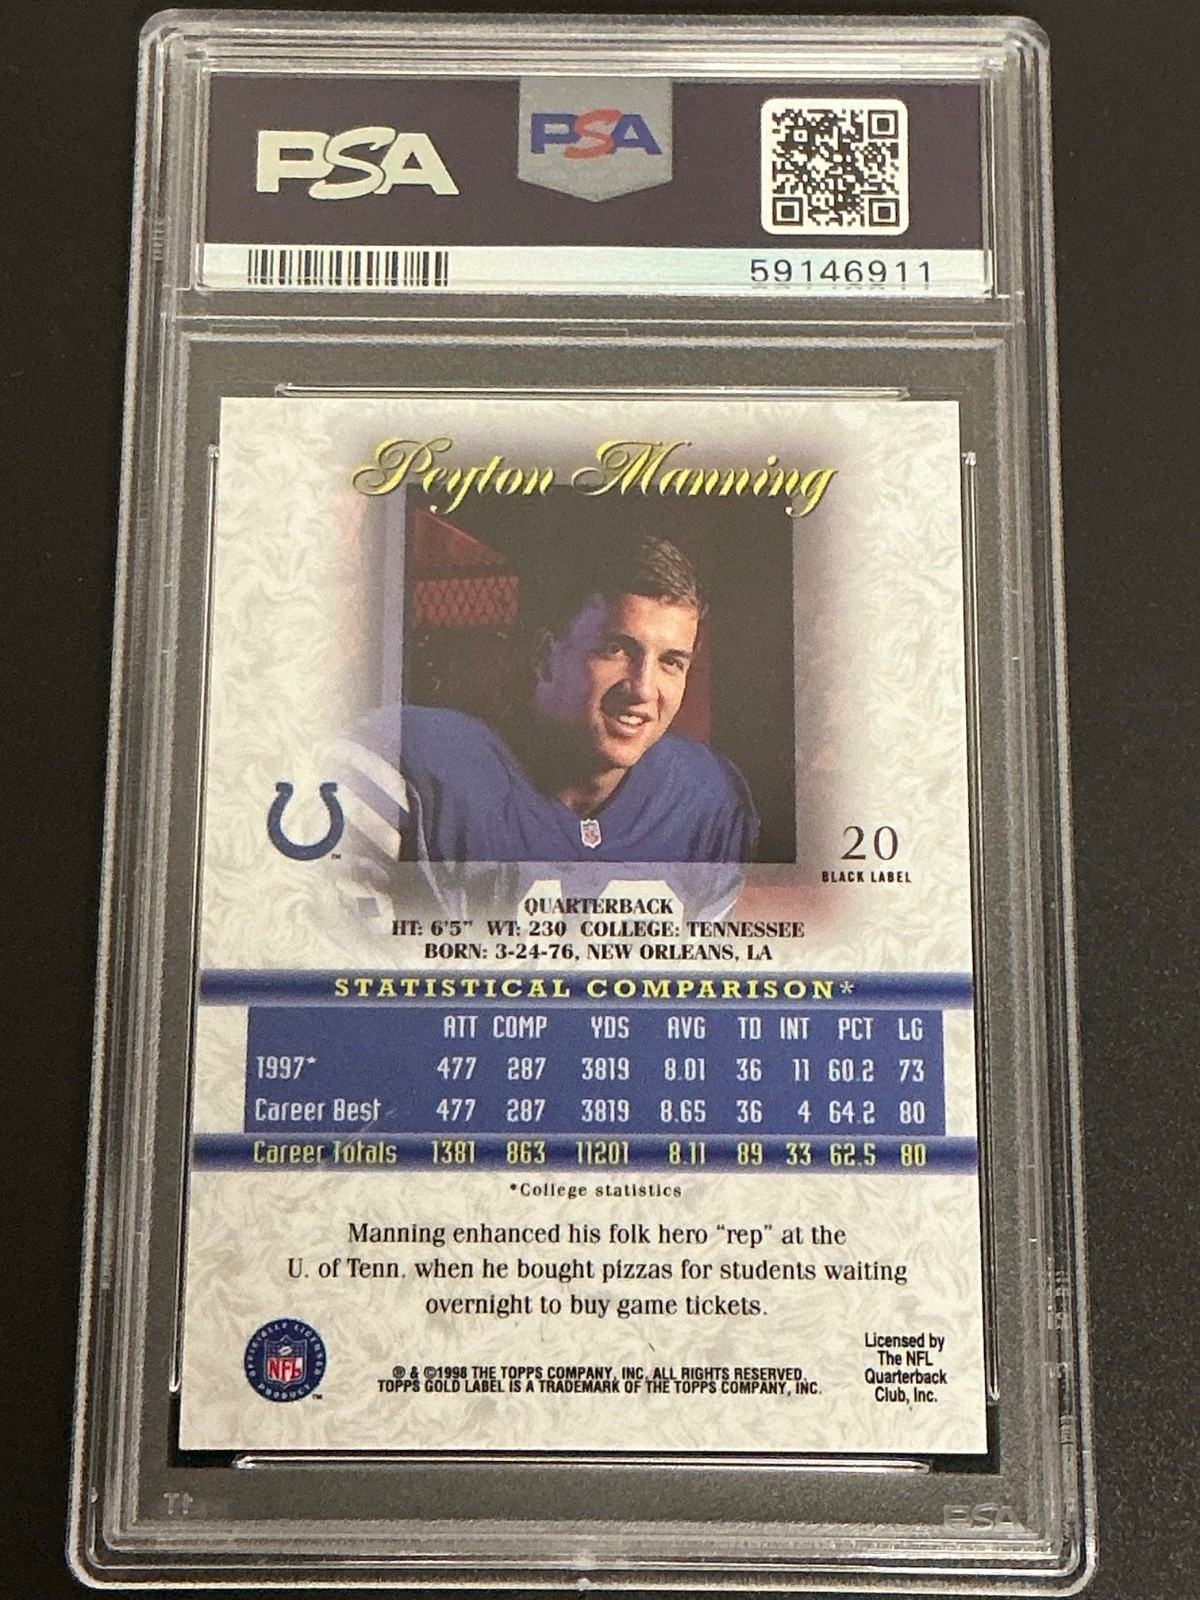 PSA
PSA
59146911
Peyton Manning
20
BLACK LABEL
QUARTERBACK
HT: 6'5" WT: 230 COLLEGE: TENNESSEE
BORN: 3-24-76, NEW ORLEANS, LA
STATISTICAL COMPARISON*
ATT COMP YDS AVG TD INT PCT LG
1997* 477 287 3819 8.01 36 11 60.2 73
Career Best 477 287 3819 8.65 36 4 64.2 80
Career Totals 1381 863 11201 8.11 89 33 62.5 80
*College statistics
Manning enhanced his folk hero “rep” at the
U. of Tenn. when he bought pizzas for students waiting
overnight to buy game tickets.
OFFICIALLY LICENSED
NFL
PRODUCT
TM
® & ©1998 THE TOPPS COMPANY, INC. ALL RIGHTS RESERVED.
TOPPS GOLD LABEL IS A TRADEMARK OF THE TOPPS COMPANY, INC.
Licensed by
The NFL
Quarterback
Club, Inc.
PSA